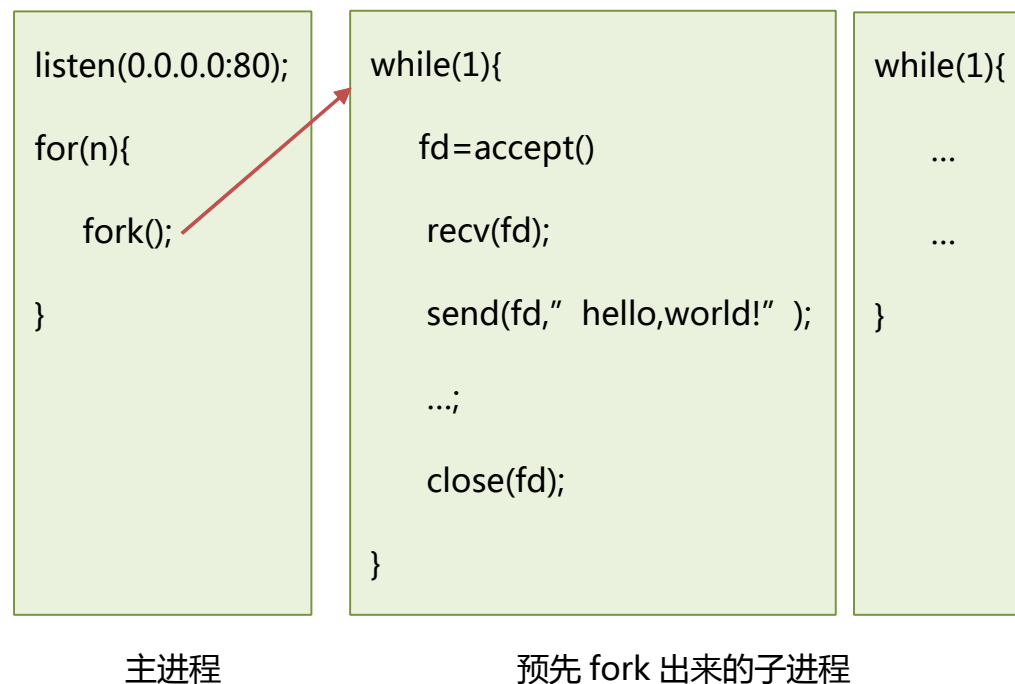 listen(0.0.0.0:80);
for(n){
fork();
}
while(1){
fd=accept()
recv(fd);
send(fd,”hello,world!”);
…;
close(fd);
}
while(1){
…
…
}
主进程
预先 fork 出来的子进程